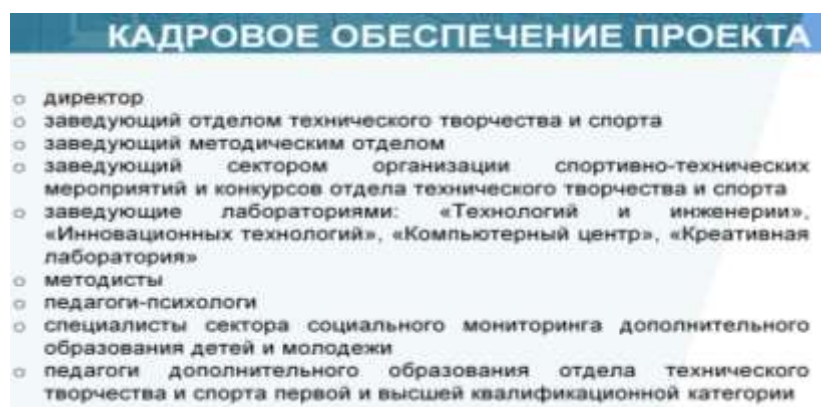 КАДРОВОЕ ОБЕСПЕЧЕНИЕ ПРОЕКТА
○ директор
○ заведующий отделом технического творчества и спорта
○ заведующий методическим отделом
○ заведующий сектором организации спортивно-технических
мероприятий и конкурсов отдела технического творчества и спорта
○ заведующие лабораториями: «Технологий и инженерии»,
«Инновационных технологий», «Компьютерный центр», «Креативная
лаборатория»
○ методисты
○ педагоги-психологи
○ специалисты сектора социального мониторинга дополнительного
образования детей и молодежи
○ педагоги дополнительного образования отдела технического
творчества и спорта первой и высшей квалификационной категории